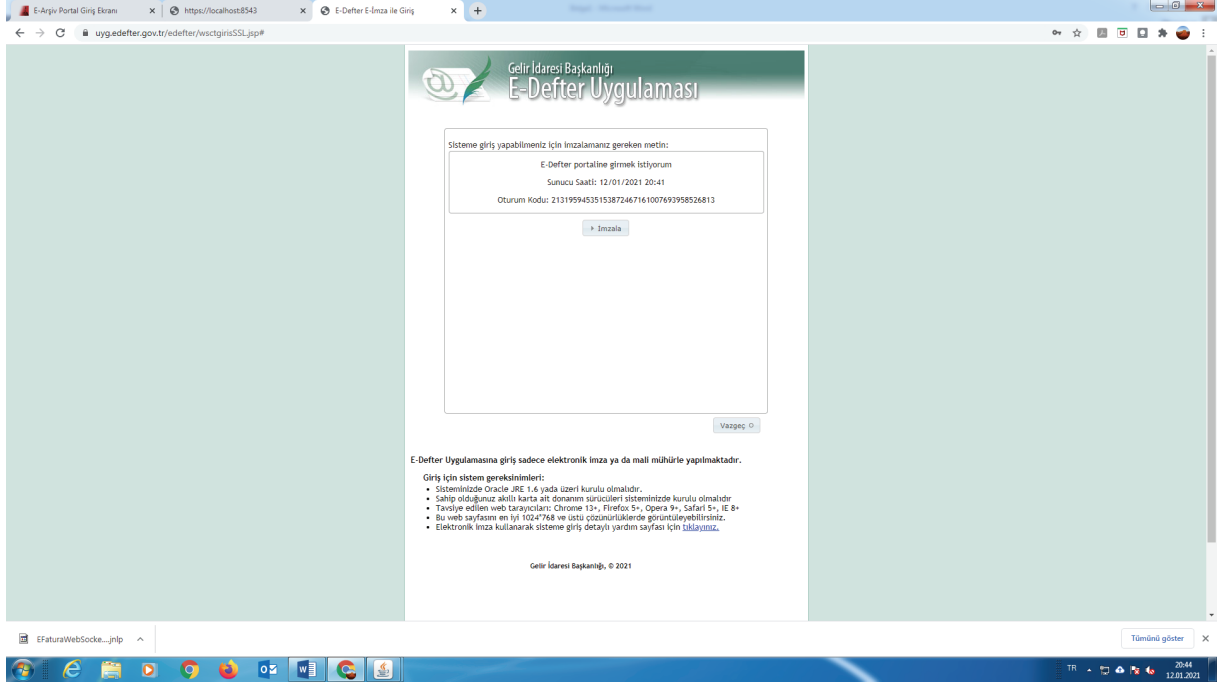 E-Arşiv Portal Giriş Ekranı
https://localhost:8543
E-Defter E-İmza ile Giriş
uyg.edefter.gov.tr/edefter/wsctgirisSSL.jsp#
Gelir İdaresi Başkanlığı
E-Defter Uygulaması
Sisteme giriş yapabilmeniz için imzalamanız gereken metin:
E-Defter portaline girmek istiyorum
Sunucu Saati: 12/01/2021 20:41
Oturum Kodu: 2131959453515387246716100769395852​6813
Imzala
Vazgeç
E-Defter Uygulamasına giriş sadece elektronik imza ya da mali mühürle yapılmaktadır.
Giriş için sistem gereksinimleri:
Sisteminizde Oracle JRE 1.6 yada üzeri kurulu olmalıdır.
Sahip olduğunuz akıllı karta ait donanım sürücüleri sisteminizde kurulu olmalıdır
Tavsiye edilen web tarayıcıları: Chrome 13+, Firefox 5+, Opera 9+, Safari 5+, IE 8+
Bu web sayfasını en iyi 1024*768 ve üstü çözünürlüklerde görüntüleyebilirsiniz.
Elektronik imza kullanarak sisteme giriş detaylı yardım sayfası için tıklayınız.
Gelir İdaresi Başkanlığı, © 2021
EFaturaWebSocke....jnlp
Tümünü göster
TR
20:44
12.01.2021